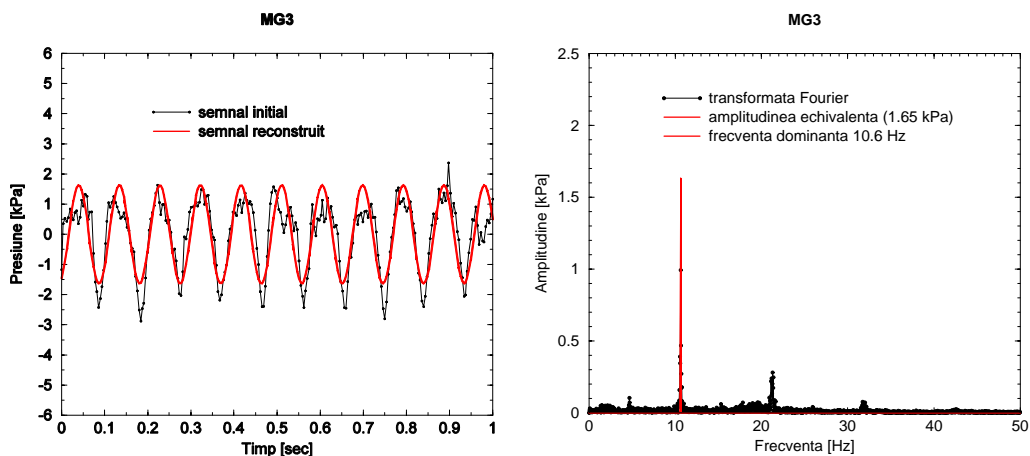 MG3
6
5
4
3
2
1
0
-1
-2
-3
-4
-5
-6
Presiune [kPa]
semnal initial
semnal reconstruit
0 0.1 0.2 0.3 0.4 0.5 0.6 0.7 0.8 0.9 1
Timp [sec]
MG3
2.5
2
1.5
1
0.5
0
Amplitudine [kPa]
transformata Fourier
amplitudinea echivalenta (1.65 kPa)
frecventa dominanta 10.6 Hz
0 10 20 30 40 50
Frecventa [Hz]